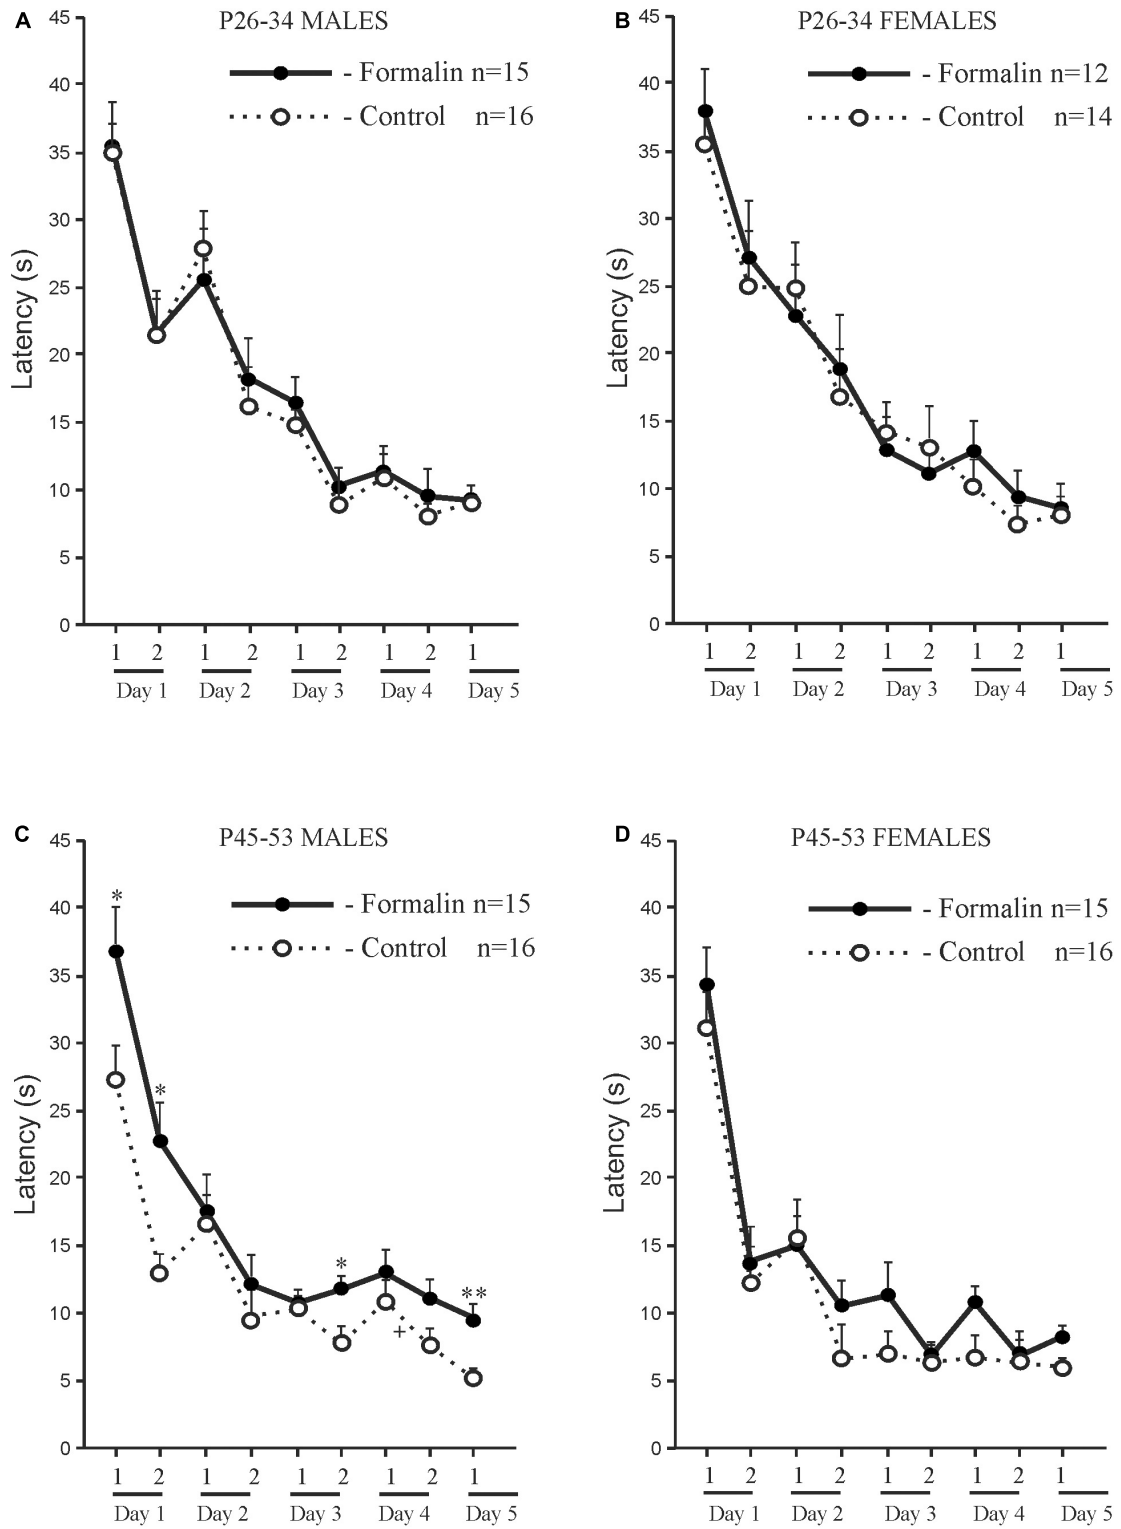 A
P26-34 MALES
- Formalin n=15
- Control n=16
Latency (s)
45
40
35
30
25
20
15
10
5
0
1 2 1 2 1 2 1 2 1
Day 1 Day 2 Day 3 Day 4 Day 5
B
P26-34 FEMALES
- Formalin n=12
- Control n=14
Latency (s)
45
40
35
30
25
20
15
10
5
0
1 2 1 2 1 2 1 2 1
Day 1 Day 2 Day 3 Day 4 Day 5
C
P45-53 MALES
- Formalin n=15
- Control n=16
Latency (s)
45
40
35
30
25
20
15
10
5
0
*
*
*
**
+
1 2 1 2 1 2 1 2 1
Day 1 Day 2 Day 3 Day 4 Day 5
D
P45-53 FEMALES
- Formalin n=15
- Control n=16
Latency (s)
45
40
35
30
25
20
15
10
5
0
1 2 1 2 1 2 1 2 1
Day 1 Day 2 Day 3 Day 4 Day 5